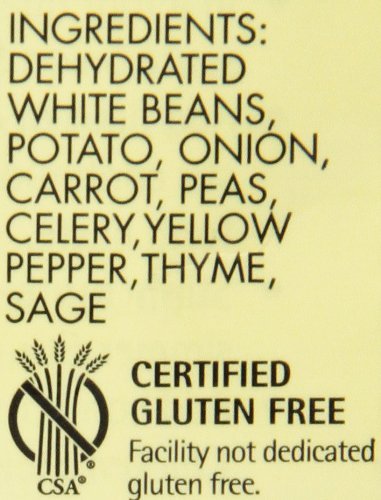 INGREDIENTS:
DEHYDRATED
WHITE BEANS,
POTATO, ONION,
CARROT, PEAS,
CELERY, YELLOW
PEPPER, THYME,
SAGE
CERTIFIED
GLUTEN FREE
Facility not dedicated
gluten free.
CSA®